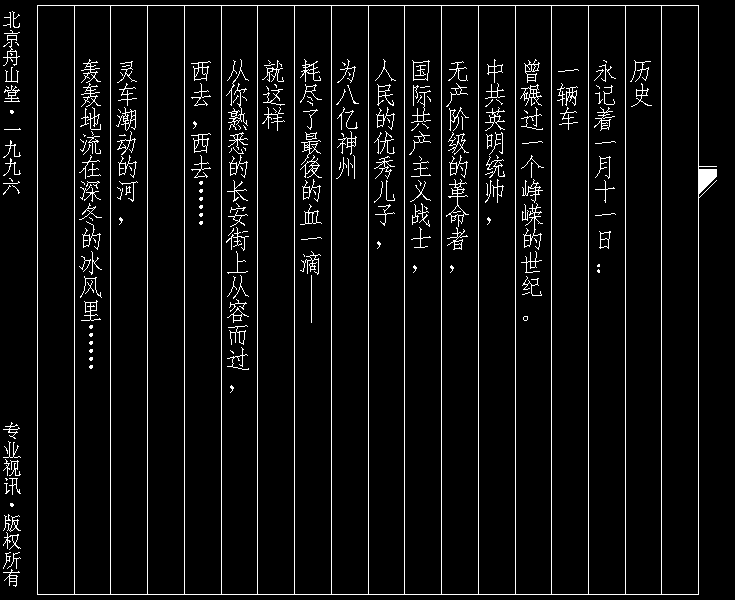 历史
永记着一月十一日：
一辆车
曾碾过一个峥嵘的世纪。
中共英明统帅，
无产阶级的革命者，
国际共产主义战士，
人民的优秀儿子，
为八亿神州
耗尽了最後的血一滴——
就这样
从你熟悉的长安街上从容而过，
西去，西去……
灵车潮动的河，
轰轰地流在深冬的冰风里……
北京舟山堂·一九九六
专业视讯·版权所有